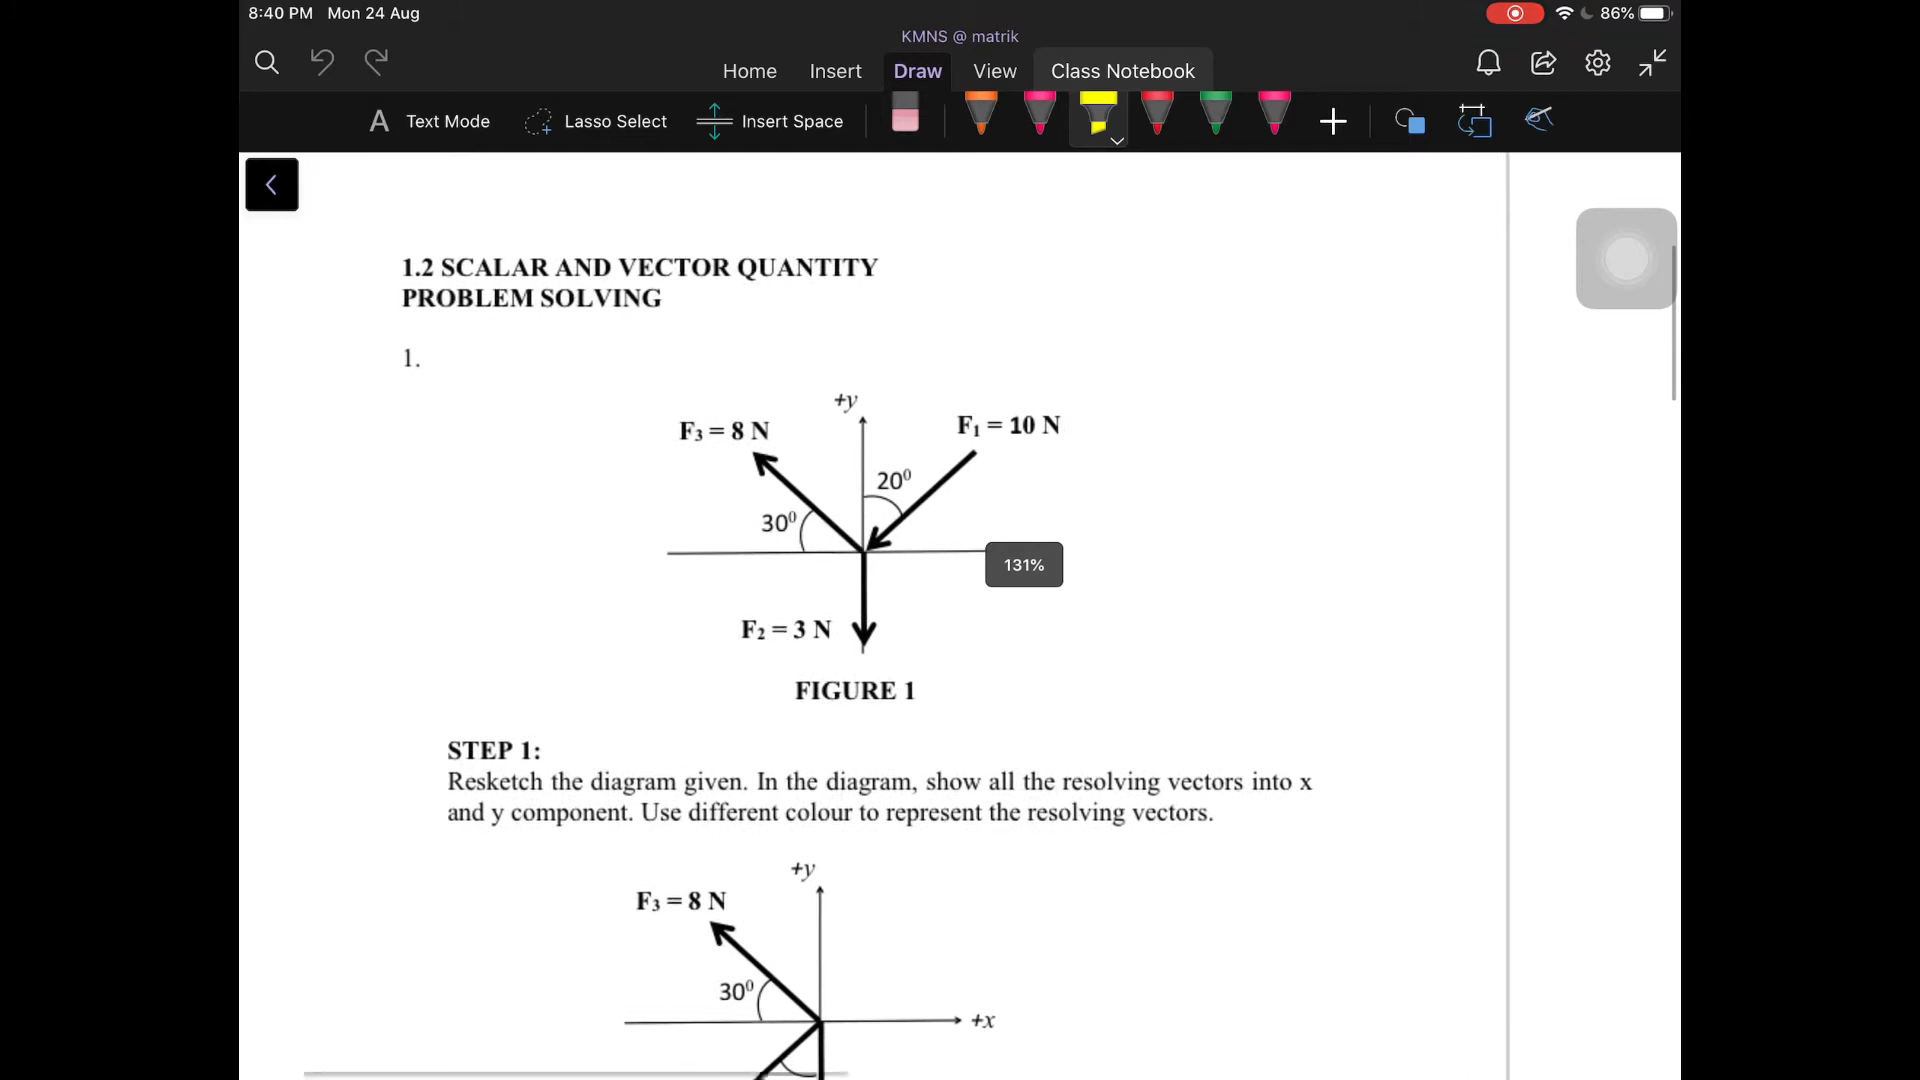 8:40 PM Mon 24 Aug
86%
KMNS @ matrik
Home Insert Draw View Class Notebook
A Text Mode Lasso Select Insert Space
1.2 SCALAR AND VECTOR QUANTITY
PROBLEM SOLVING
1.
+y
F₃ = 8 N
F₁ = 10 N
20⁰
30⁰
131%
F₂ = 3 N
FIGURE 1
STEP 1:
Resketch the diagram given. In the diagram, show all the resolving vectors into x
and y component. Use different colour to represent the resolving vectors.
+y
F₃ = 8 N
30⁰
+x